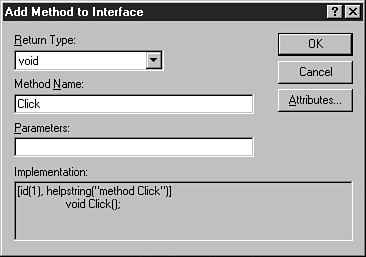 Add Method to Interface
Return Type:
void
OK
Cancel
Method Name:
Click
Attributes...
Parameters:
Implementation:
[id(1), helpstring("method Click")]
void Click();